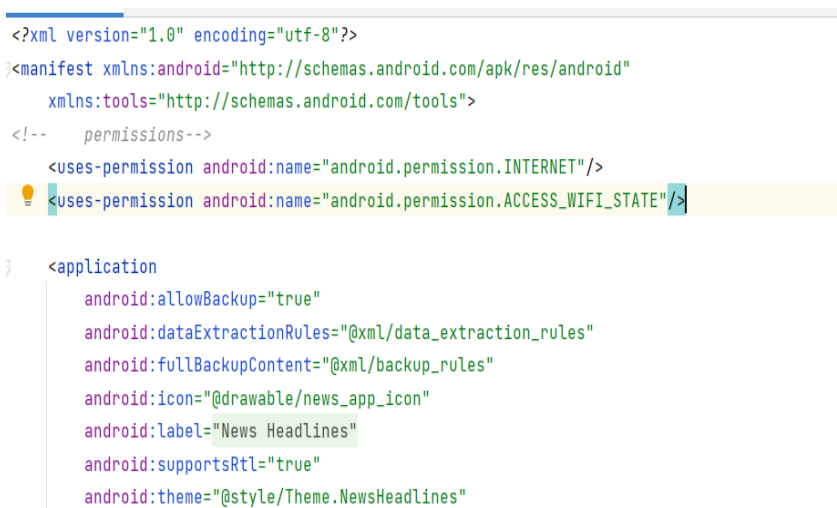 <?xml version="1.0" encoding="utf-8"?>
<manifest xmlns:android="http://schemas.android.com/apk/res/android"
    xmlns:tools="http://schemas.android.com/tools">
<!--    permissions-->
    <uses-permission android:name="android.permission.INTERNET"/>
    <uses-permission android:name="android.permission.ACCESS_WIFI_STATE"/>
    <application
        android:allowBackup="true"
        android:dataExtractionRules="@xml/data_extraction_rules"
        android:fullBackupContent="@xml/backup_rules"
        android:icon="@drawable/news_app_icon"
        android:label="News Headlines"
        android:supportsRtl="true"
        android:theme="@style/Theme.NewsHeadlines"